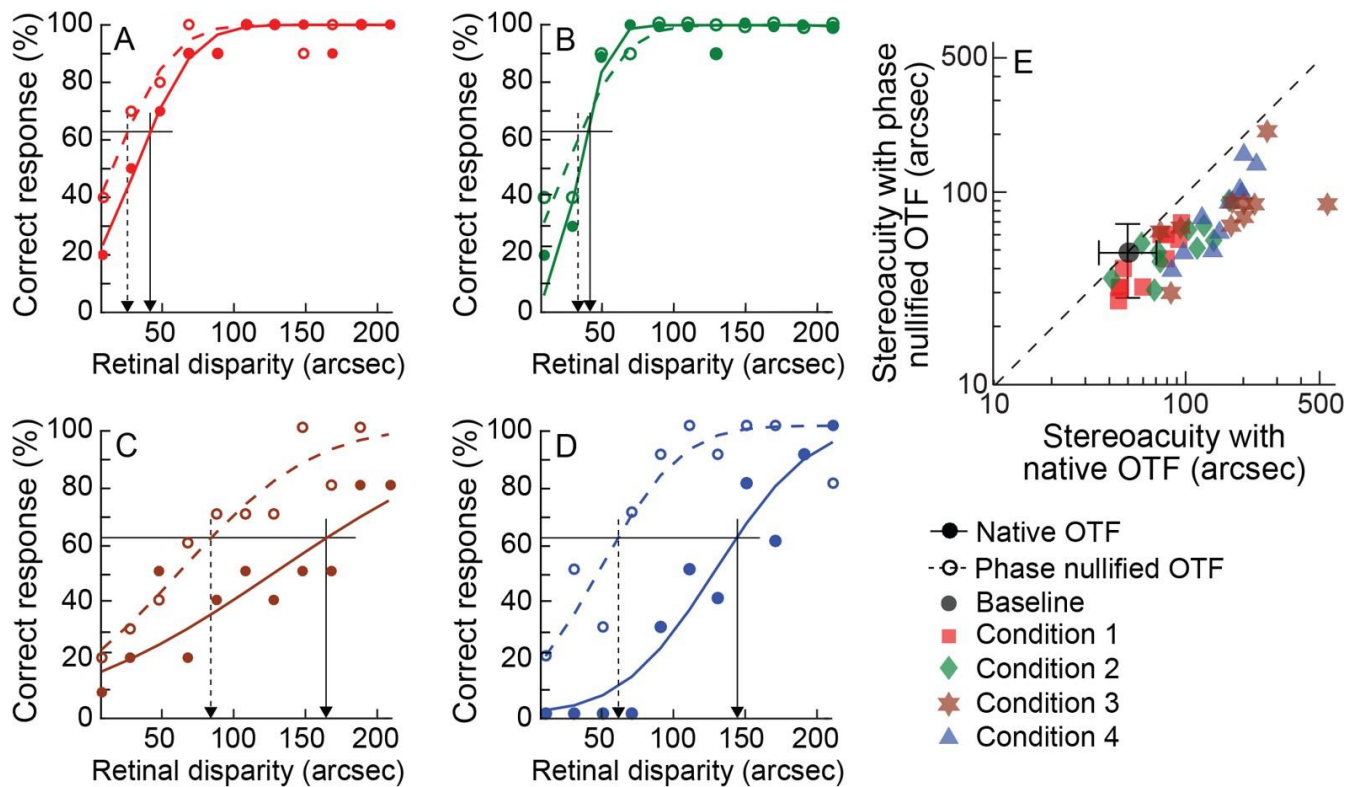 A
Correct response (%)
100
80
60
40
20
0
50 100 150 200
Retinal disparity (arcsec)
B
Correct response (%)
100
80
60
40
20
0
50 100 150 200
Retinal disparity (arcsec)
E
Stereoacuity with phase
nullified OTF (arcsec)
500
100
10
10 100 500
Stereoacuity with
native OTF (arcsec)
C
Correct response (%)
100
80
60
40
20
0
50 100 150 200
Retinal disparity (arcsec)
D
Correct response (%)
100
80
60
40
20
0
50 100 150 200
Retinal disparity (arcsec)
Native OTF
Phase nullified OTF
Baseline
Condition 1
Condition 2
Condition 3
Condition 4